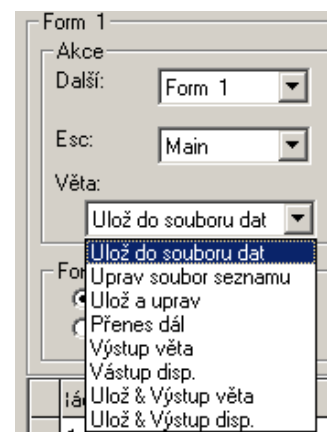 Form 1
Akce
Další:
Form 1
Esc:
Main
Věta:
Ulož do souboru dat
Ulož do souboru dat
Uprav soubor seznamu
Ulož a uprav
Přenes dál
Výstup věta
Vástup disp.
Ulož & Výstup věta
Ulož & Výstup disp.